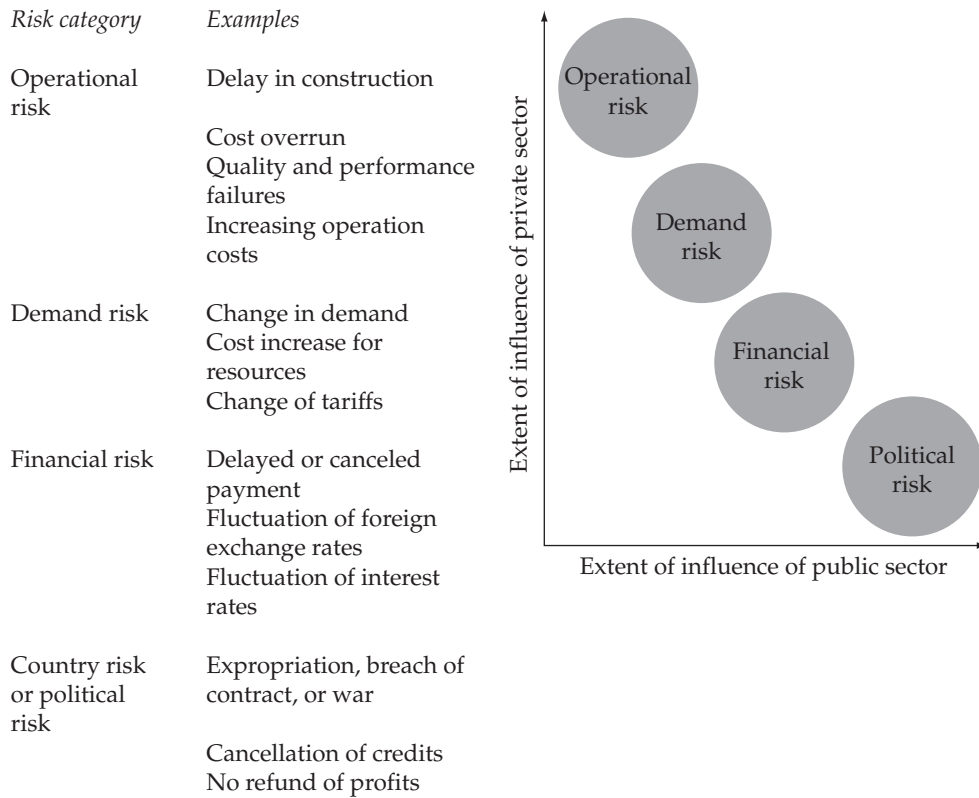 Risk category
Examples
Operational
risk
Delay in construction
Cost overrun
Quality and performance
failures
Increasing operation
costs
Demand risk
Change in demand
Cost increase for
resources
Change of tariffs
Financial risk
Delayed or canceled
payment
Fluctuation of foreign
exchange rates
Fluctuation of interest
rates
Country risk
or political
risk
Expropriation, breach of
contract, or war
Cancellation of credits
No refund of profits
Extent of influence of private sector
Operational
risk
Demand
risk
Financial
risk
Political
risk
Extent of influence of public sector